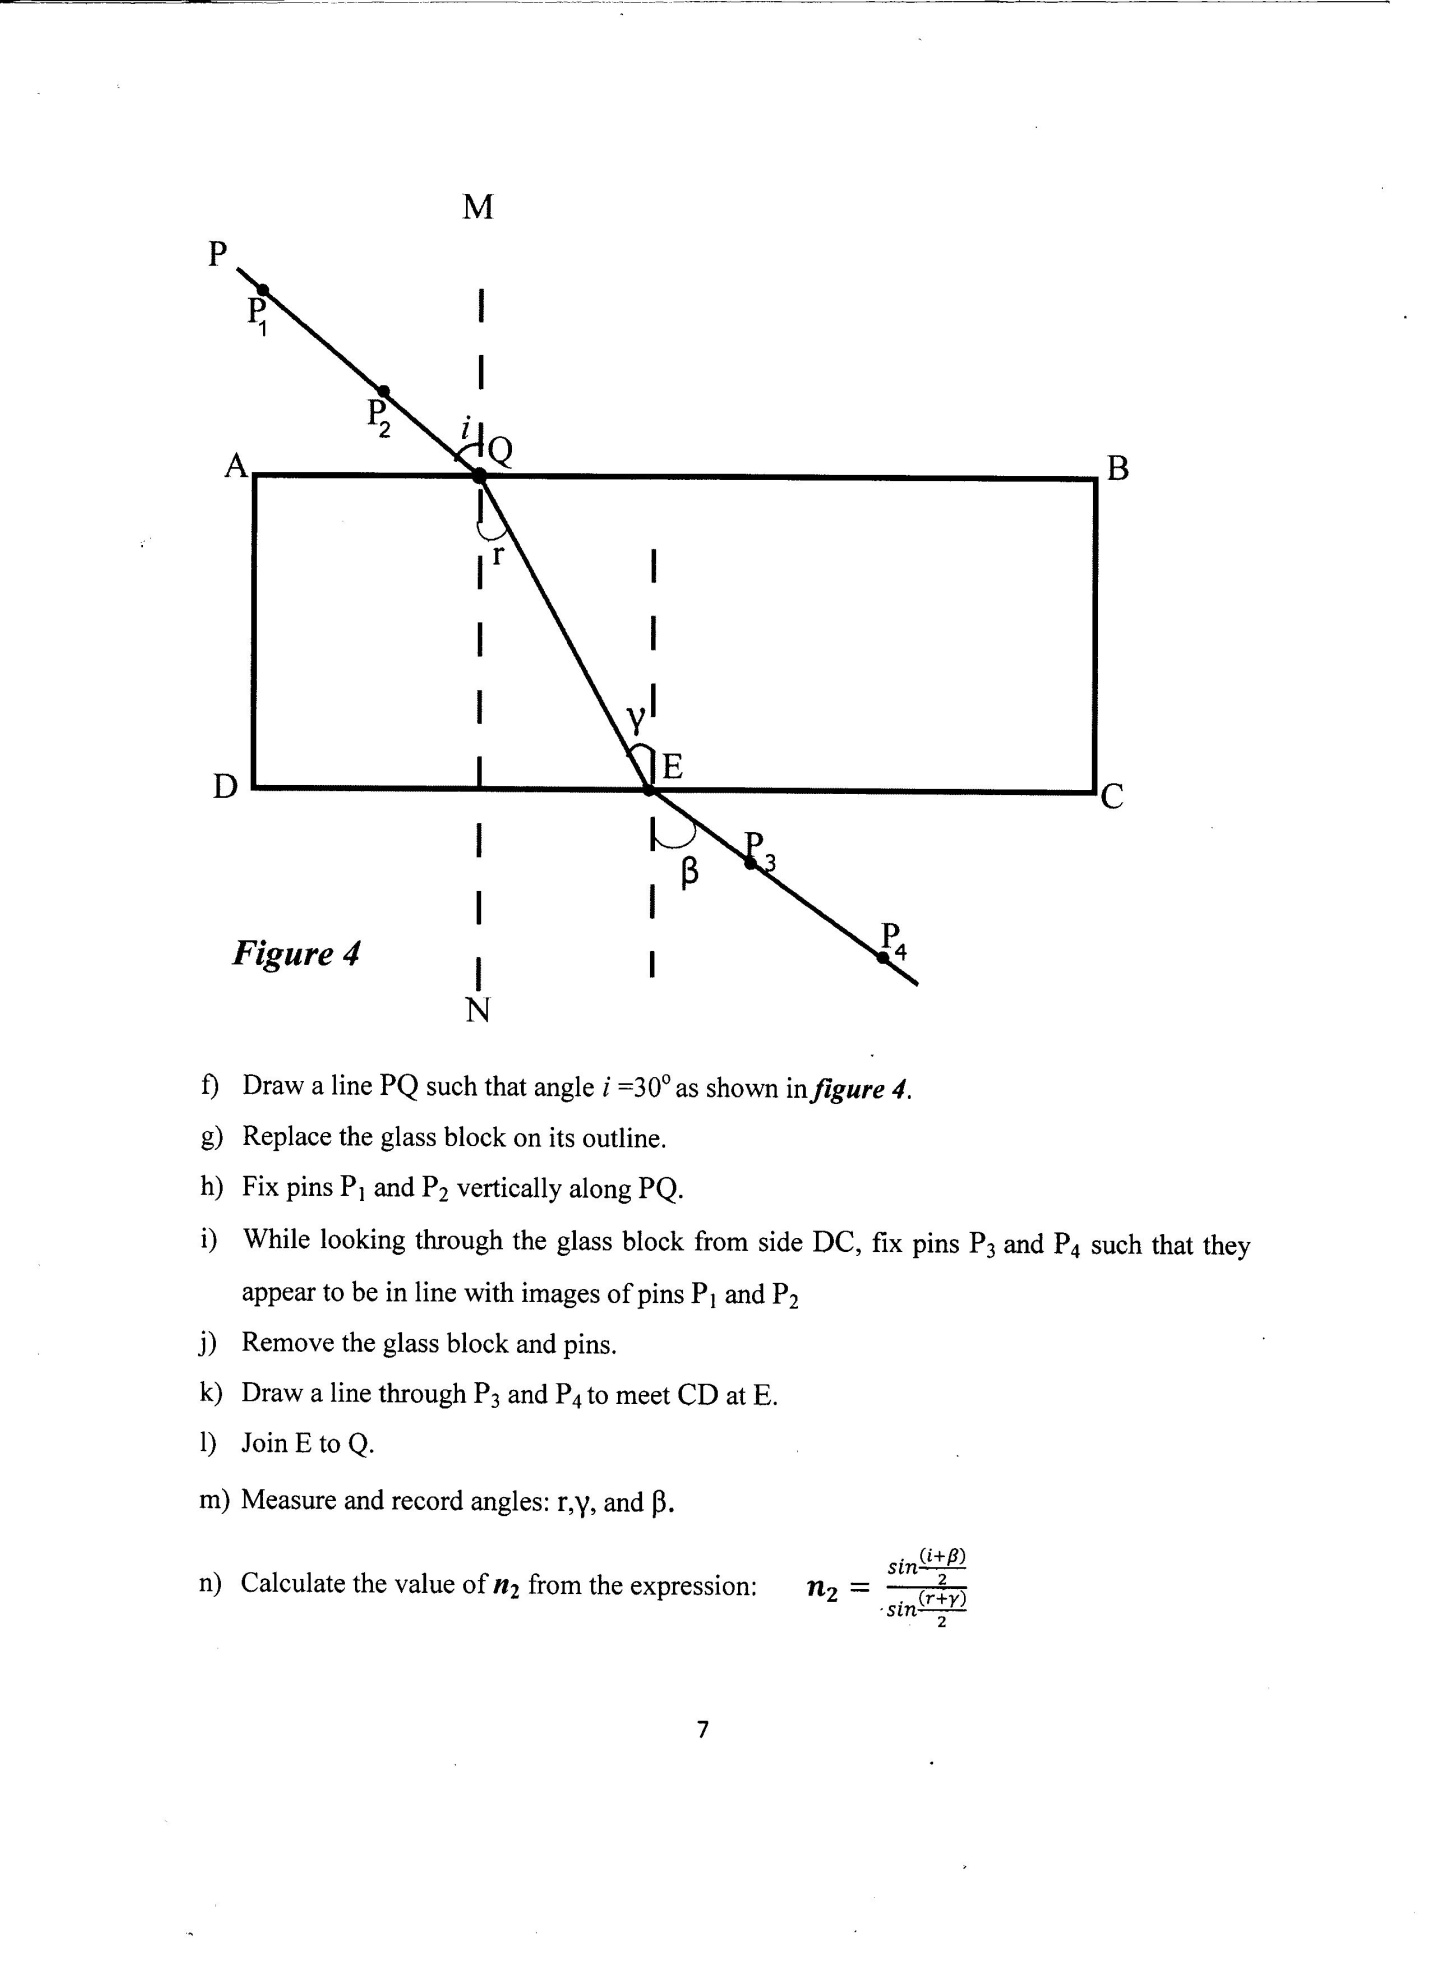 M
P
P₁
P₂
i
Q
A
B
r
γ
E
D
C
P₃
β
P₄
Figure 4
N
f) Draw a line PQ such that angle i =30⁰ as shown in figure 4.
g) Replace the glass block on its outline.
h) Fix pins P₁ and P₂ vertically along PQ.
i) While looking through the glass block from side DC, fix pins P₃ and P₄ such that they
appear to be in line with images of pins P₁ and P₂
j) Remove the glass block and pins.
k) Draw a line through P₃ and P₄ to meet CD at E.
l) Join E to Q.
m) Measure and record angles: r,γ, and β.
n) Calculate the value of n₂ from the expression: n₂ = sin (i+β)/2 / sin (r+γ)/2
7